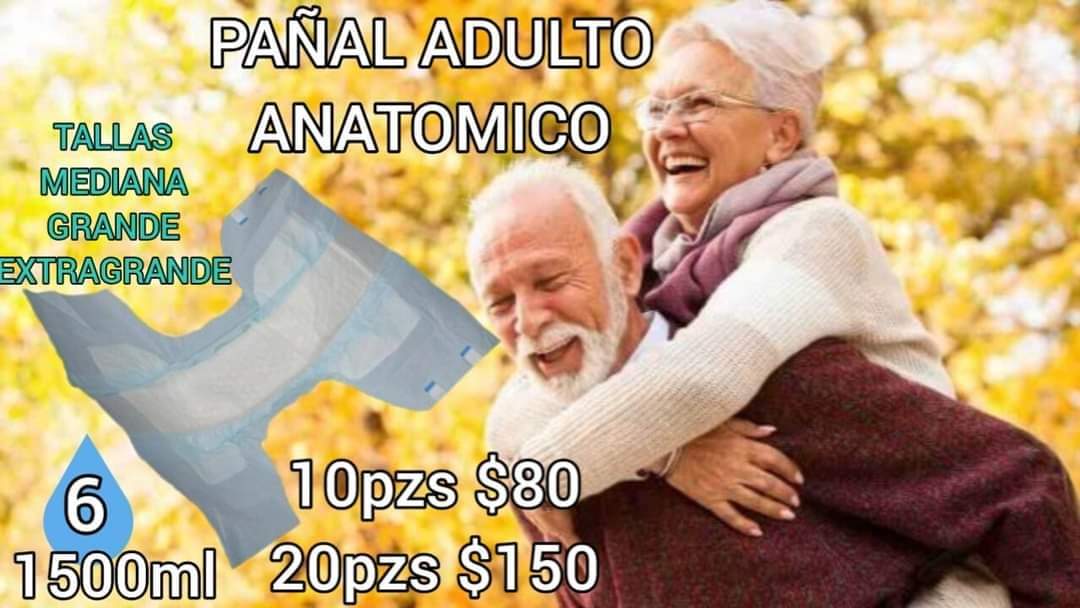 PAÑAL ADULTO
ANATOMICO
TALLAS
MEDIANA
GRANDE
EXTRAGRANDE
6
1500ml
10pzs $80
20pzs $150